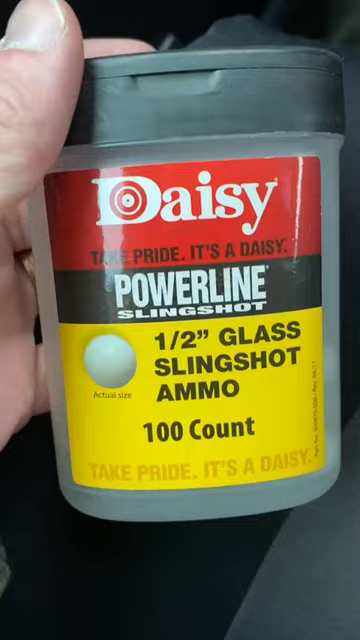 Daisy
TAKE PRIDE. IT'S A DAISY.
POWERLINE®
SLINGSHOT
1/2" GLASS
SLINGSHOT
AMMO
Actual size
100 Count
TAKE PRIDE. IT'S A DAISY.